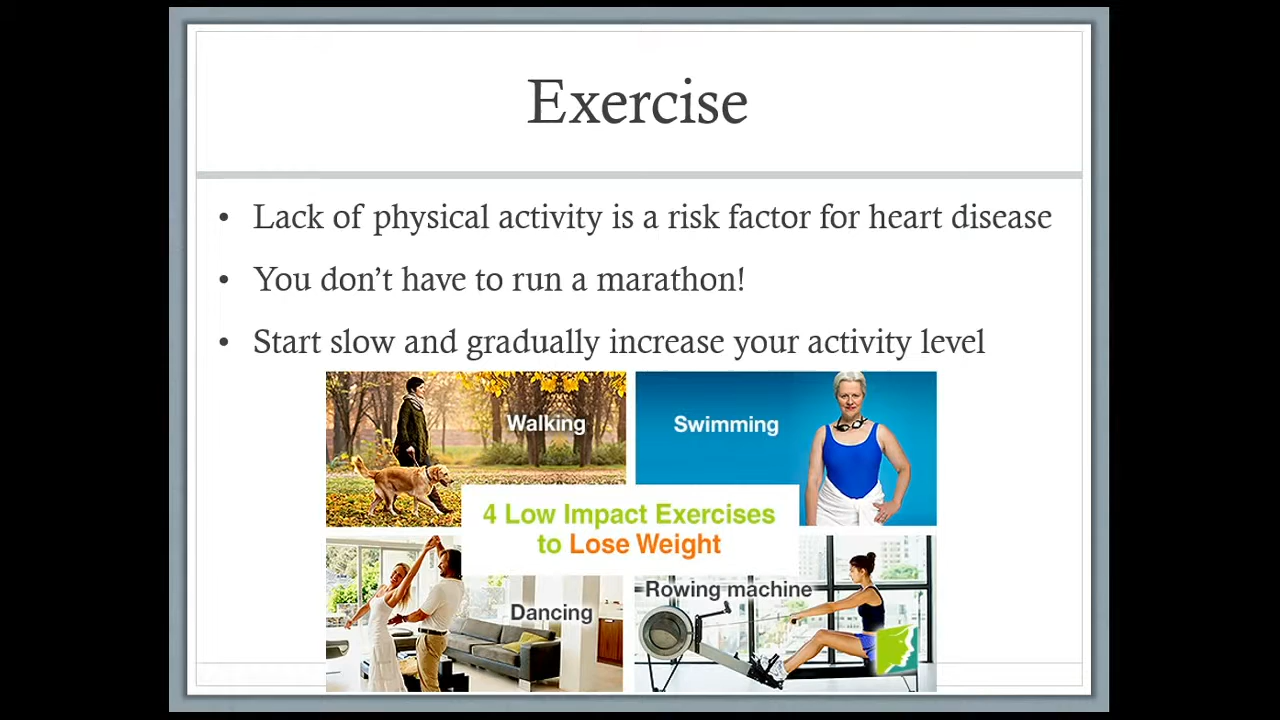 Exercise
• Lack of physical activity is a risk factor for heart disease
• You don’t have to run a marathon!
• Start slow and gradually increase your activity level
Walking
Swimming
4 Low Impact Exercises
to Lose Weight
Dancing
Rowing machine